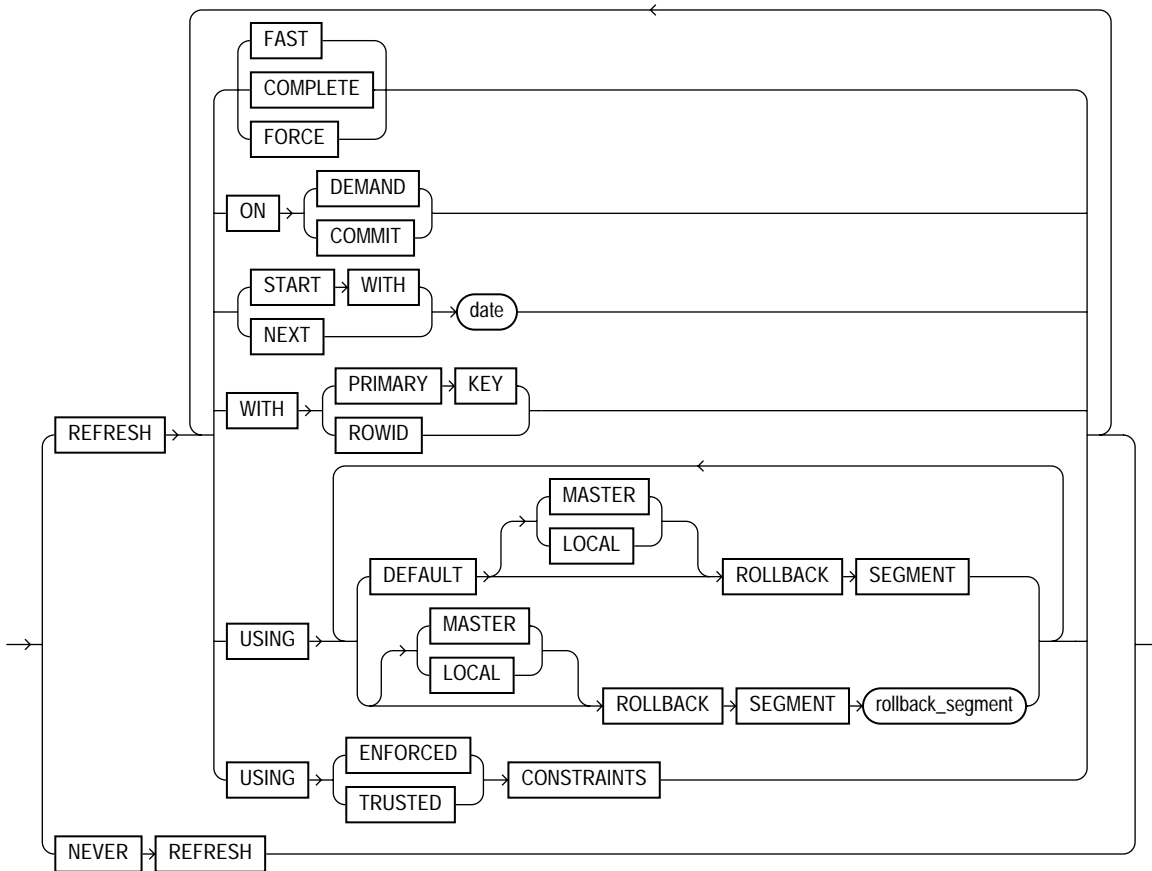 FAST
COMPLETE
FORCE
ON
DEMAND
COMMIT
START WITH
NEXT
date
WITH
PRIMARY KEY
ROWID
REFRESH
MASTER
LOCAL
DEFAULT
ROLLBACK SEGMENT
USING
MASTER
LOCAL
ROLLBACK SEGMENT rollback_segment
USING
ENFORCED
TRUSTED
CONSTRAINTS
NEVER REFRESH